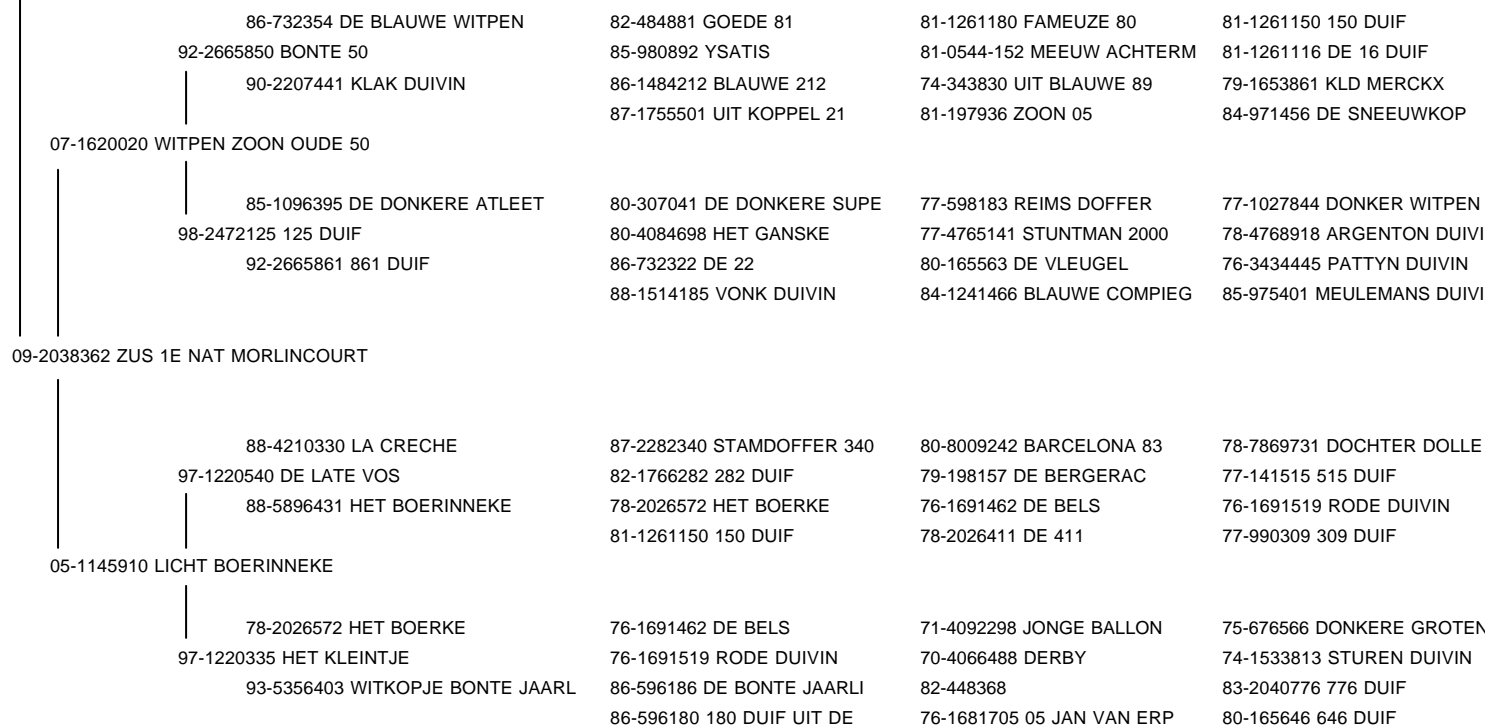 86-732354 DE BLAUWE WITPEN 82-484881 GOEDE 81 81-1261180 FAMEUZE 80 81-1261150 150 DUIF
92-2665850 BONTE 50 85-980892 YSATIS 81-0544-152 MEEUW ACHTERM 81-1261116 DE 16 DUIF
90-2207441 KLAK DUIVIN 86-1484212 BLAUWE 212 74-343830 UIT BLAUWE 89 79-1653861 KLD MERCKX
87-1755501 UIT KOPPEL 21 81-197936 ZOON 05 84-971456 DE SNEEUWKOP
07-1620020 WITPEN ZOON OUDE 50
85-1096395 DE DONKERE ATLEET 80-307041 DE DONKERE SUPE 77-598183 REIMS DOFFER 77-1027844 DONKER WITPEN
98-2472125 125 DUIF 80-4084698 HET GANSKE 77-4765141 STUNTMAN 2000 78-4768918 ARGENTON DUIVI
92-2665861 861 DUIF 86-732322 DE 22 80-165563 DE VLEUGEL 76-3434445 PATTYN DUIVIN
88-1514185 VONK DUIVIN 84-1241466 BLAUWE COMPIEG 85-975401 MEULEMANS DUIVI
09-2038362 ZUS 1E NAT MORLINCOURT
88-4210330 LA CRECHE 87-2282340 STAMDOFFER 340 80-8009242 BARCELONA 83 78-7869731 DOCHTER DOLLE
97-1220540 DE LATE VOS 82-1766282 282 DUIF 79-198157 DE BERGERAC 77-141515 515 DUIF
88-5896431 HET BOERINNEKE 78-2026572 HET BOERKE 76-1691462 DE BELS 76-1691519 RODE DUIVIN
81-1261150 150 DUIF 78-2026411 DE 411 77-990309 309 DUIF
05-1145910 LICHT BOERINNEKE
78-2026572 HET BOERKE 76-1691462 DE BELS 71-4092298 JONGE BALLON 75-676566 DONKERE GROTEN
97-1220335 HET KLEINTJE 76-1691519 RODE DUIVIN 70-4066488 DERBY 74-1533813 STUREN DUIVIN
93-5356403 WITKOPJE BONTE JAARL 86-596186 DE BONTE JAARLI 82-448368 83-2040776 776 DUIF
86-596180 180 DUIF UIT DE 76-1681705 05 JAN VAN ERP 80-165646 646 DUIF